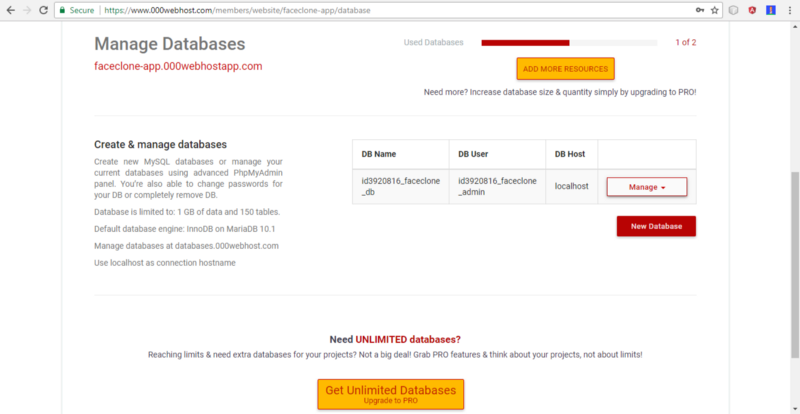 Secure | https://www.000webhost.com/members/website/faceclone-app/database
Manage Databases
Used Databases
1 of 2
faceclone-app.000webhostapp.com
ADD MORE RESOURCES
Need more? Increase database size & quantity simply by upgrading to PRO!
Create & manage databases
Create new MySQL databases or manage your
current databases using advanced PhpMyAdmin
panel. You're also able to change passwords for
your DB or completely remove DB.
Database is limited to: 1 GB of data and 150 tables.
Default database engine: InnoDB on MariaDB 10.1
Manage databases at databases.000webhost.com
Use localhost as connection hostname
DB Name
DB User
DB Host
id3920816_faceclone
_db
id3920816_faceclone
_admin
localhost
Manage
New Database
Need UNLIMITED databases?
Reaching limits & need extra databases for your projects? Not a big deal! Grab PRO features & think about your projects, not about limits!
Get Unlimited Databases
Upgrade to PRO